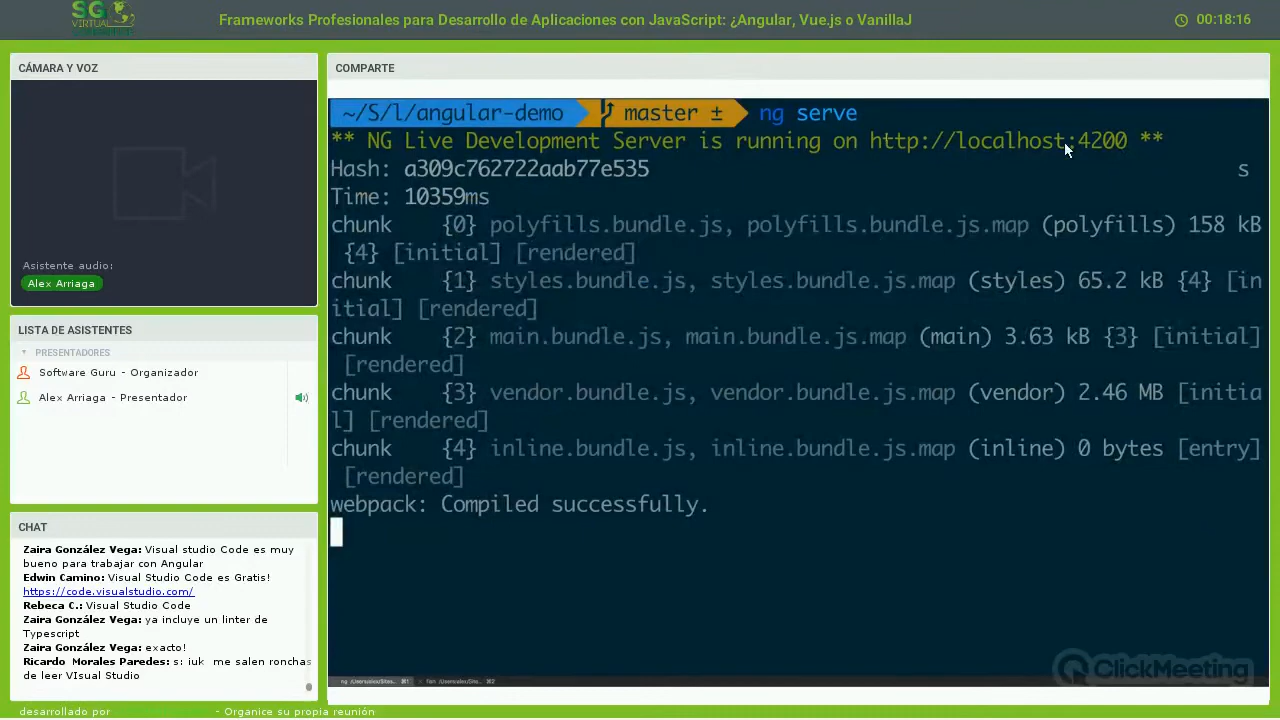 SG
VIRTUAL
Frameworks Profesionales para Desarrollo de Aplicaciones con JavaScript: ¿Angular, Vue.js o VanillaJ
00:18:16
CÁMARA Y VOZ
Asistente audio:
Alex Arriaga
LISTA DE ASISTENTES
PRESENTADORES
Software Guru - Organizador
Alex Arriaga - Presentador
CHAT
Zaira González Vega: Visual studio Code es muy
bueno para trabajar con Angular
Edwin Camino: Visual Studio Code es Gratis!
https://code.visualstudio.com/
Rebeca C.: Visual Studio Code
Zaira González Vega: ya incluye un linter de
Typescript
Zaira González Vega: exacto!
Ricardo Morales Paredes: s: iuk me salen ronchas
de leer VIsual Studio
COMPARTE
~/S/l/angular-demo master ± ng serve
** NG Live Development Server is running on http://localhost:4200 **
Hash: a309c762722aab77e535 s
Time: 10359ms
chunk {0} polyfills.bundle.js, polyfills.bundle.js.map (polyfills) 158 kB
{4} [initial] [rendered]
chunk {1} styles.bundle.js, styles.bundle.js.map (styles) 65.2 kB {4} [in
itial] [rendered]
chunk {2} main.bundle.js, main.bundle.js.map (main) 3.63 kB {3} [initial]
[rendered]
chunk {3} vendor.bundle.js, vendor.bundle.js.map (vendor) 2.46 MB [initia
l] [rendered]
chunk {4} inline.bundle.js, inline.bundle.js.map (inline) 0 bytes [entry]
[rendered]
webpack: Compiled successfully.
ClickMeeting
desarrollado por - Organice su propia reunión